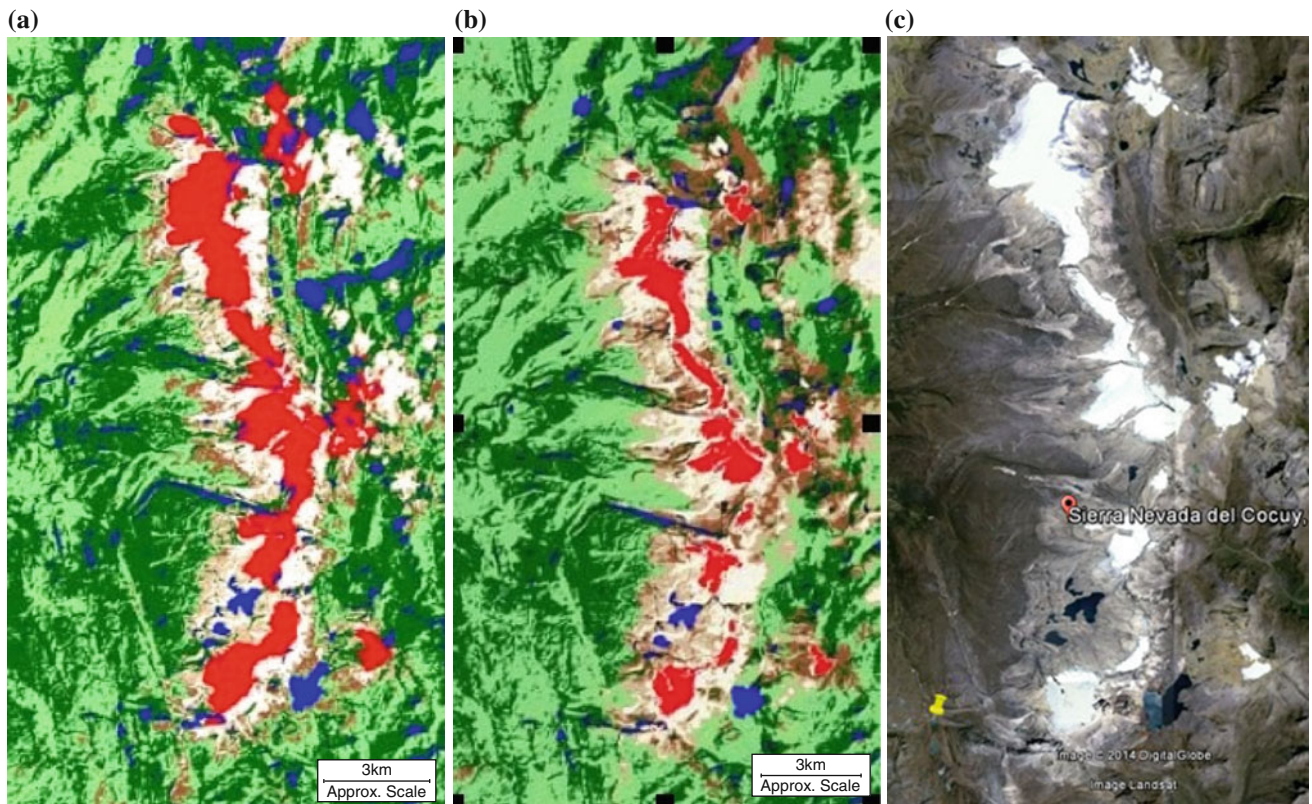 (a)
(b)
(c)
3km
Approx. Scale
3km
Approx. Scale
Sierra Nevada del Cocuy,
Image © 2014 DigitalGlobe
Image Landsat